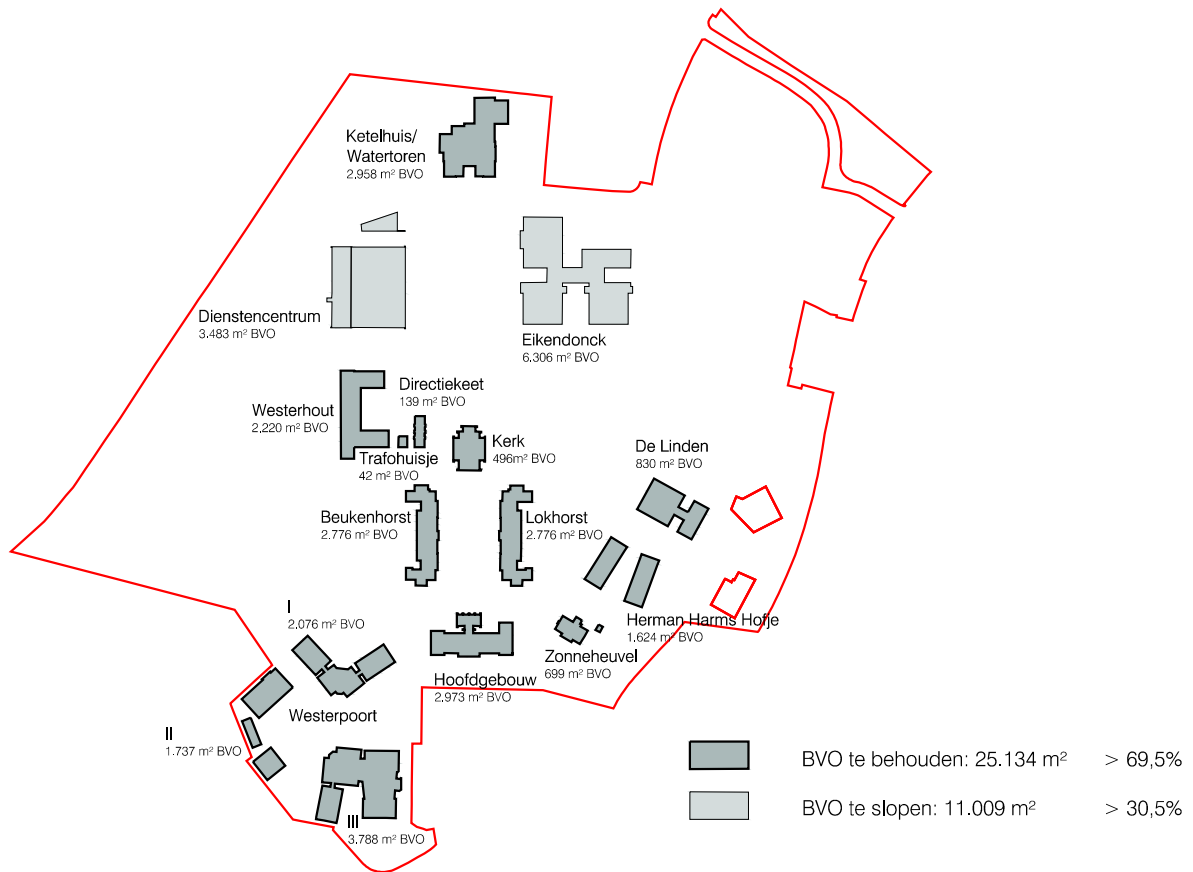 Ketelhuis/
Watertoren
2.958 m² BVO
Dienstencentrum
3.483 m² BVO
Eikendonck
6.306 m² BVO
Directiekeet
139 m² BVO
Westerhout
2.220 m² BVO
Trafohuisje
42 m² BVO
Kerk
496m² BVO
De Linden
830 m² BVO
Beukenhorst
2.776 m² BVO
Lokhorst
2.776 m² BVO
I
2.076 m² BVO
Herman Harms Hofje
1.624 m² BVO
Zonneheuvel
699 m² BVO
Hoofdgebouw
2.973 m² BVO
Westerpoort
II
1.737 m² BVO
III
3.788 m² BVO
BVO te behouden: 25.134 m² > 69,5%
BVO te slopen: 11.009 m² > 30,5%